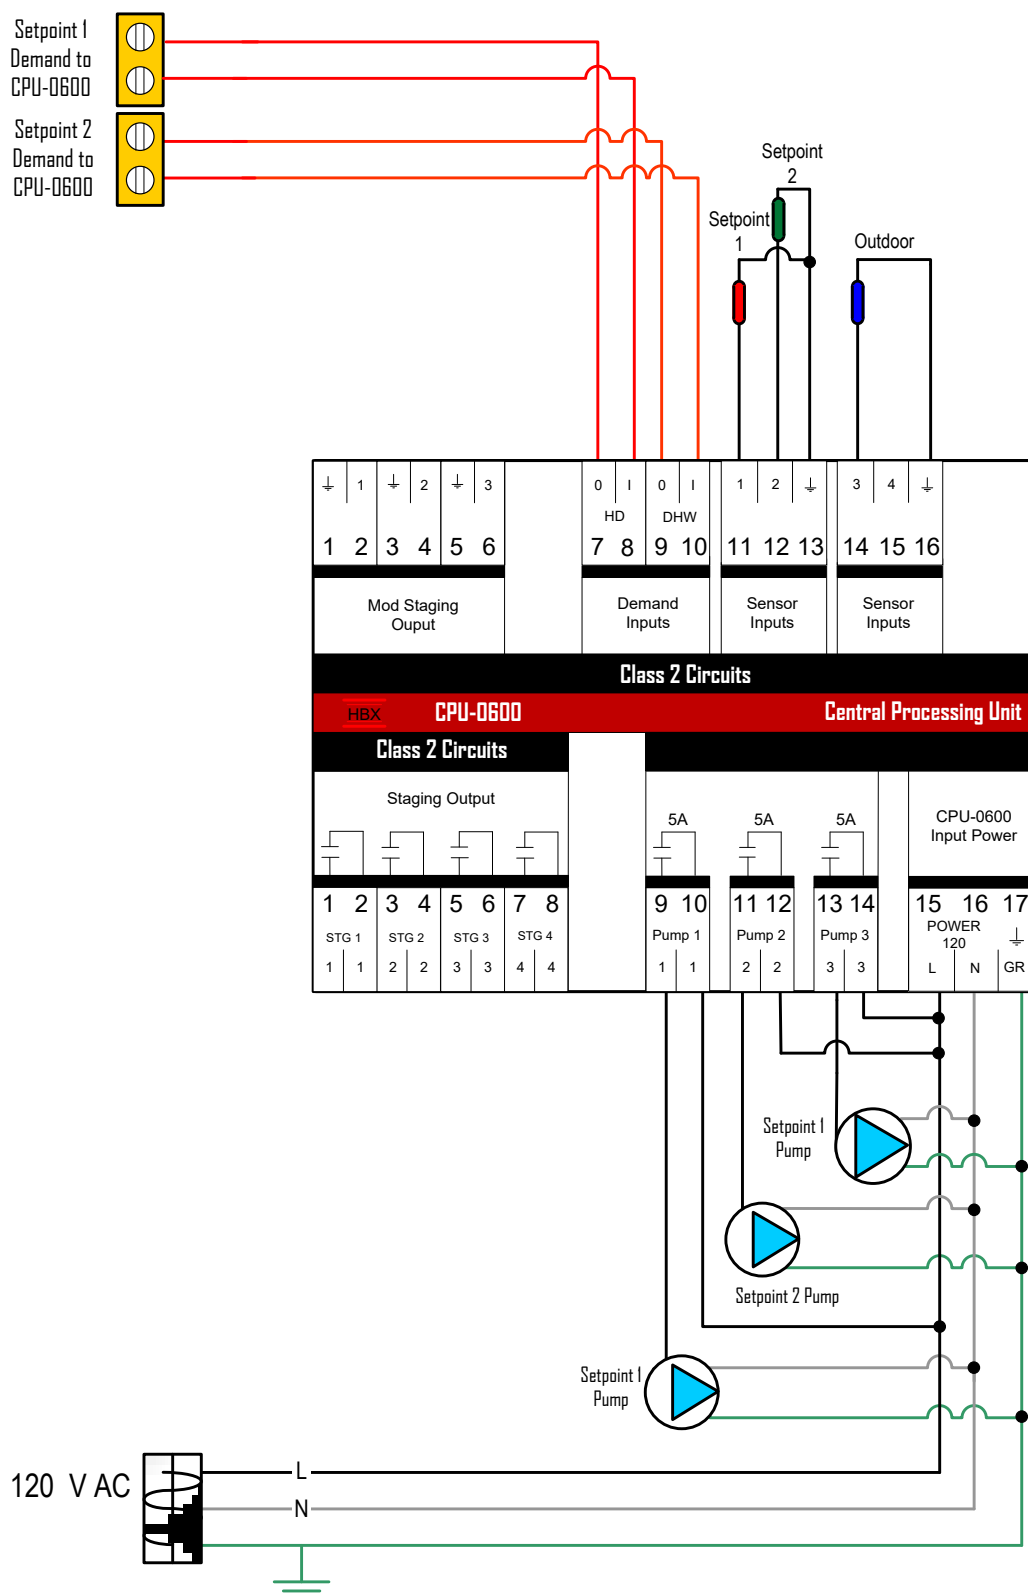 Setpoint 1
Demand to
CPU-0600
Setpoint 2
Demand to
CPU-0600
Setpoint
2
Setpoint
1
Outdoor
⏚ 1 ⏚ 2 ⏚ 3 0 I 0 I 1 2 ⏚ 3 4 ⏚
HD DHW
1 2 3 4 5 6 7 8 9 10 11 12 13 14 15 16
Mod Staging
Ouput
Demand
Inputs
Sensor
Inputs
Sensor
Inputs
Class 2 Circuits
HBX CPU-0600 Central Processing Unit
Class 2 Circuits
Staging Output
5A 5A 5A
CPU-0600
Input Power
1 2 3 4 5 6 7 8 9 10 11 12 13 14 15 16 17
STG 1 STG 2 STG 3 STG 4 Pump 1 Pump 2 Pump 3 POWER
120 ⏚
1 1 2 2 3 3 4 4 1 1 2 2 3 3 L N GR
Setpoint 1
Pump
Setpoint 2 Pump
Setpoint 1
Pump
120 V AC
L
N